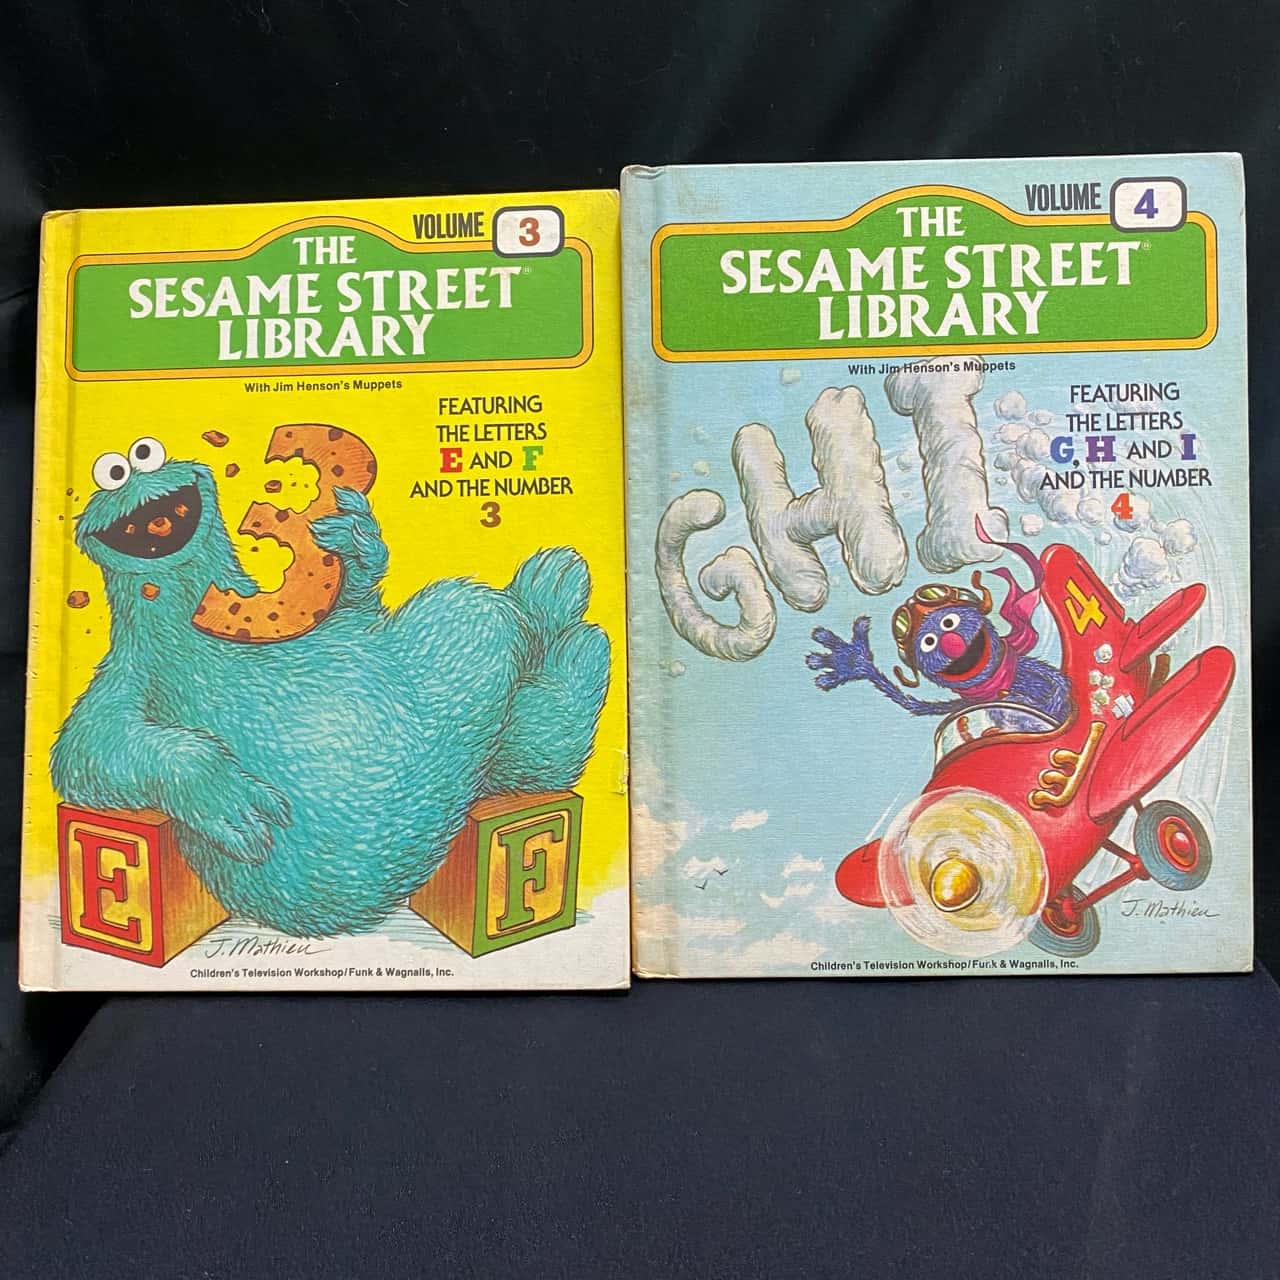 VOLUME 3
THE
SESAME STREET®
LIBRARY
With Jim Henson's Muppets
FEATURING
THE LETTERS
E AND F
AND THE NUMBER
3
3
E
F
J. Mathieu
Children's Television Workshop/Funk & Wagnalls, Inc.
VOLUME 4
THE
SESAME STREET®
LIBRARY
With Jim Henson's Muppets
FEATURING
THE LETTERS
G, H AND I
AND THE NUMBER
4
GHI
4
J. Mathieu
Children's Television Workshop/Funk & Wagnalls, Inc.